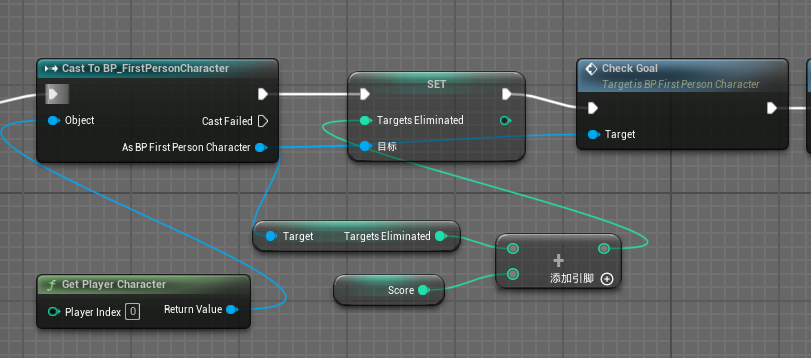 Cast To BP_FirstPersonCharacter
Object
Cast Failed
As BP First Person Character
SET
Targets Eliminated
目标
Check Goal
Target is BP First Person Character
Target
Target
Targets Eliminated
Score
添加引脚
ƒ Get Player Character
Player Index 0
Return Value